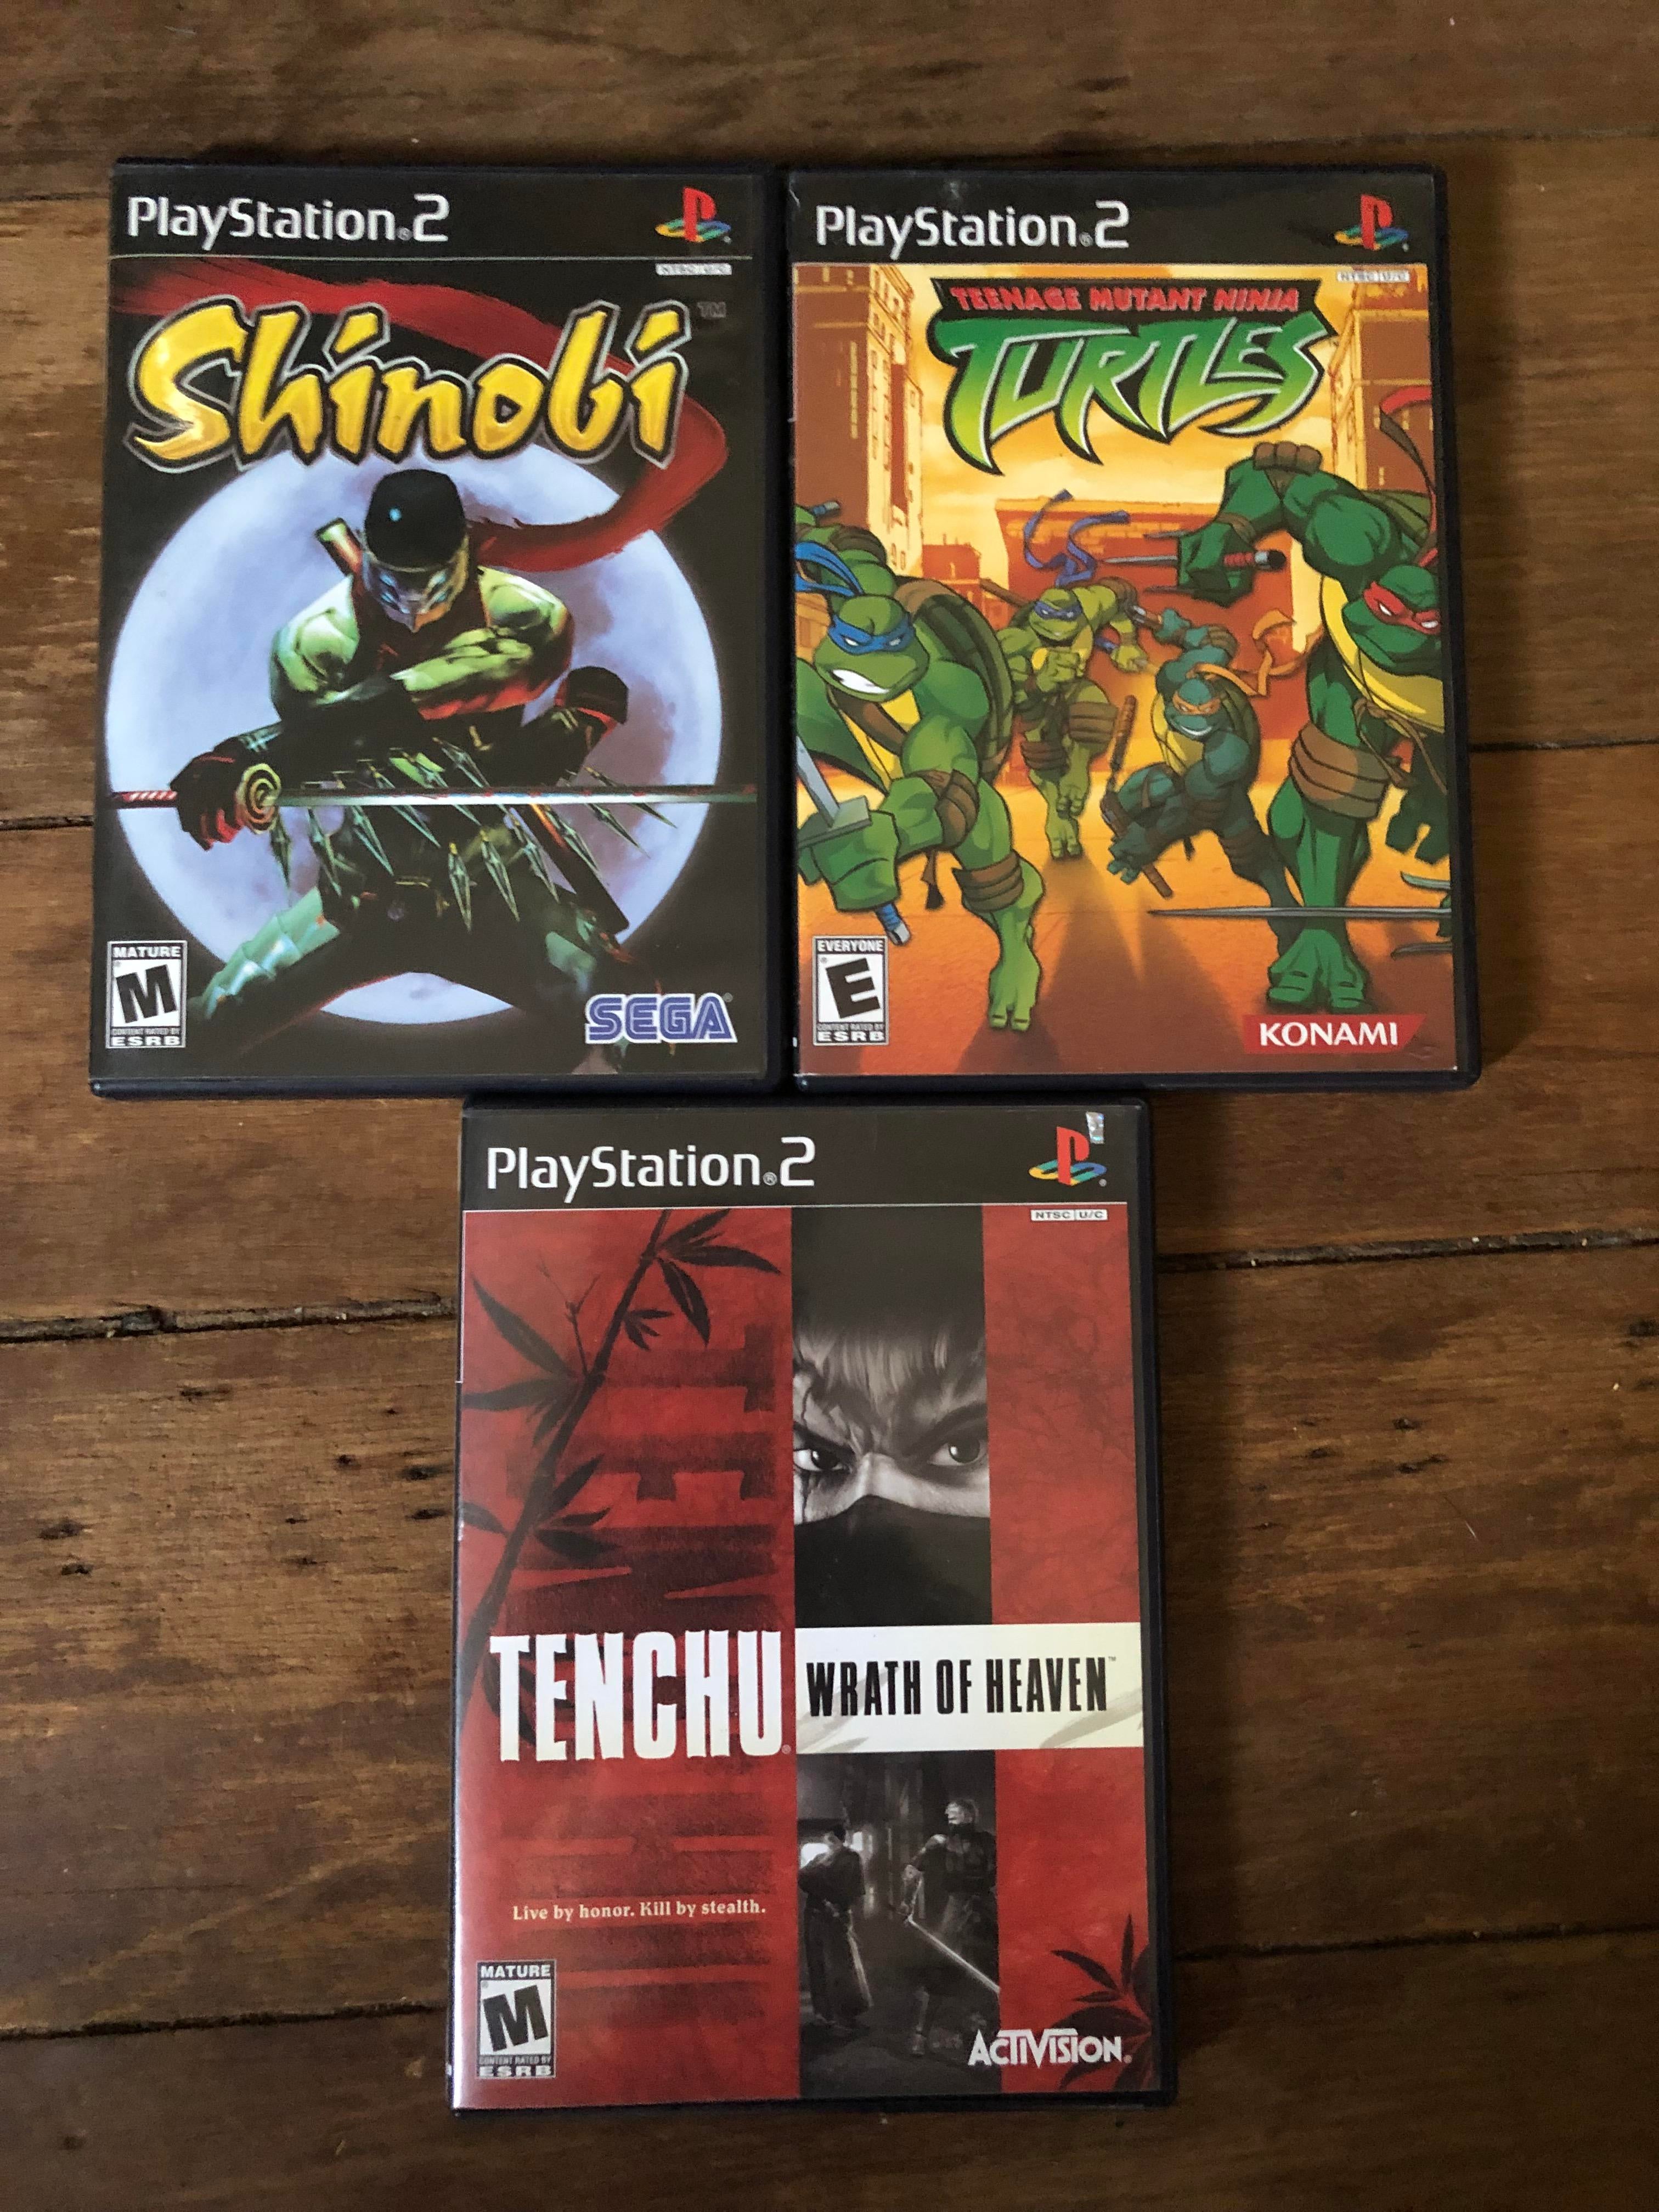 PlayStation®2
Shinobi™
MATURE
M
CONTENT RATED BY
ESRB
SEGA
PlayStation®2
NTSC U/C
TEENAGE MUTANT NINJA
TURTLES
EVERYONE
E
CONTENT RATED BY
ESRB
KONAMI
PlayStation®2
NTSC U/C
TENCHU® WRATH OF HEAVEN™
Live by honor. Kill by stealth.
MATURE
M
CONTENT RATED BY
ESRB
ACTIVISION®